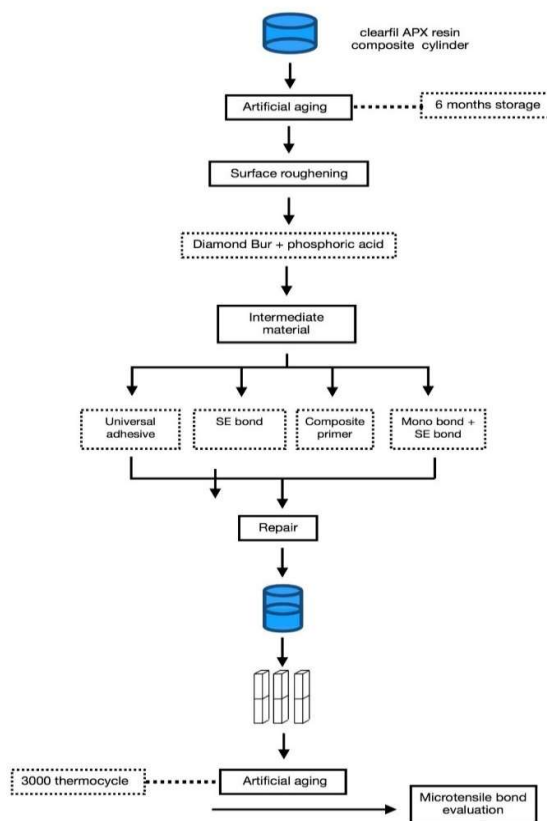 clearfil APX resin
composite cylinder
Artificial aging
6 months storage
Surface roughening
Diamond Bur + phosphoric acid
Intermediate
material
Universal
adhesive
SE bond
Composite
primer
Mono bond +
SE bond
Repair
3000 thermocycle
Artificial aging
Microtensile bond
evaluation